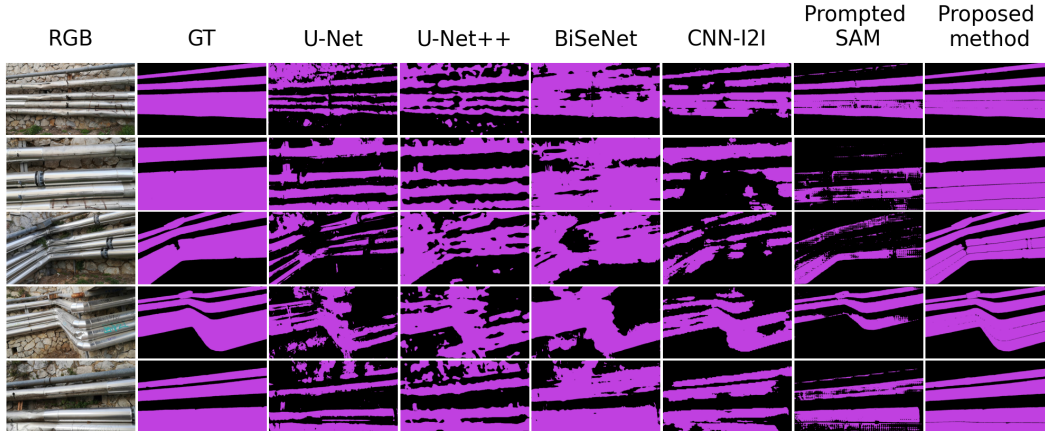 RGB
GT
U-Net
U-Net++
BiSeNet
CNN-I2I
Prompted
SAM
Proposed
method